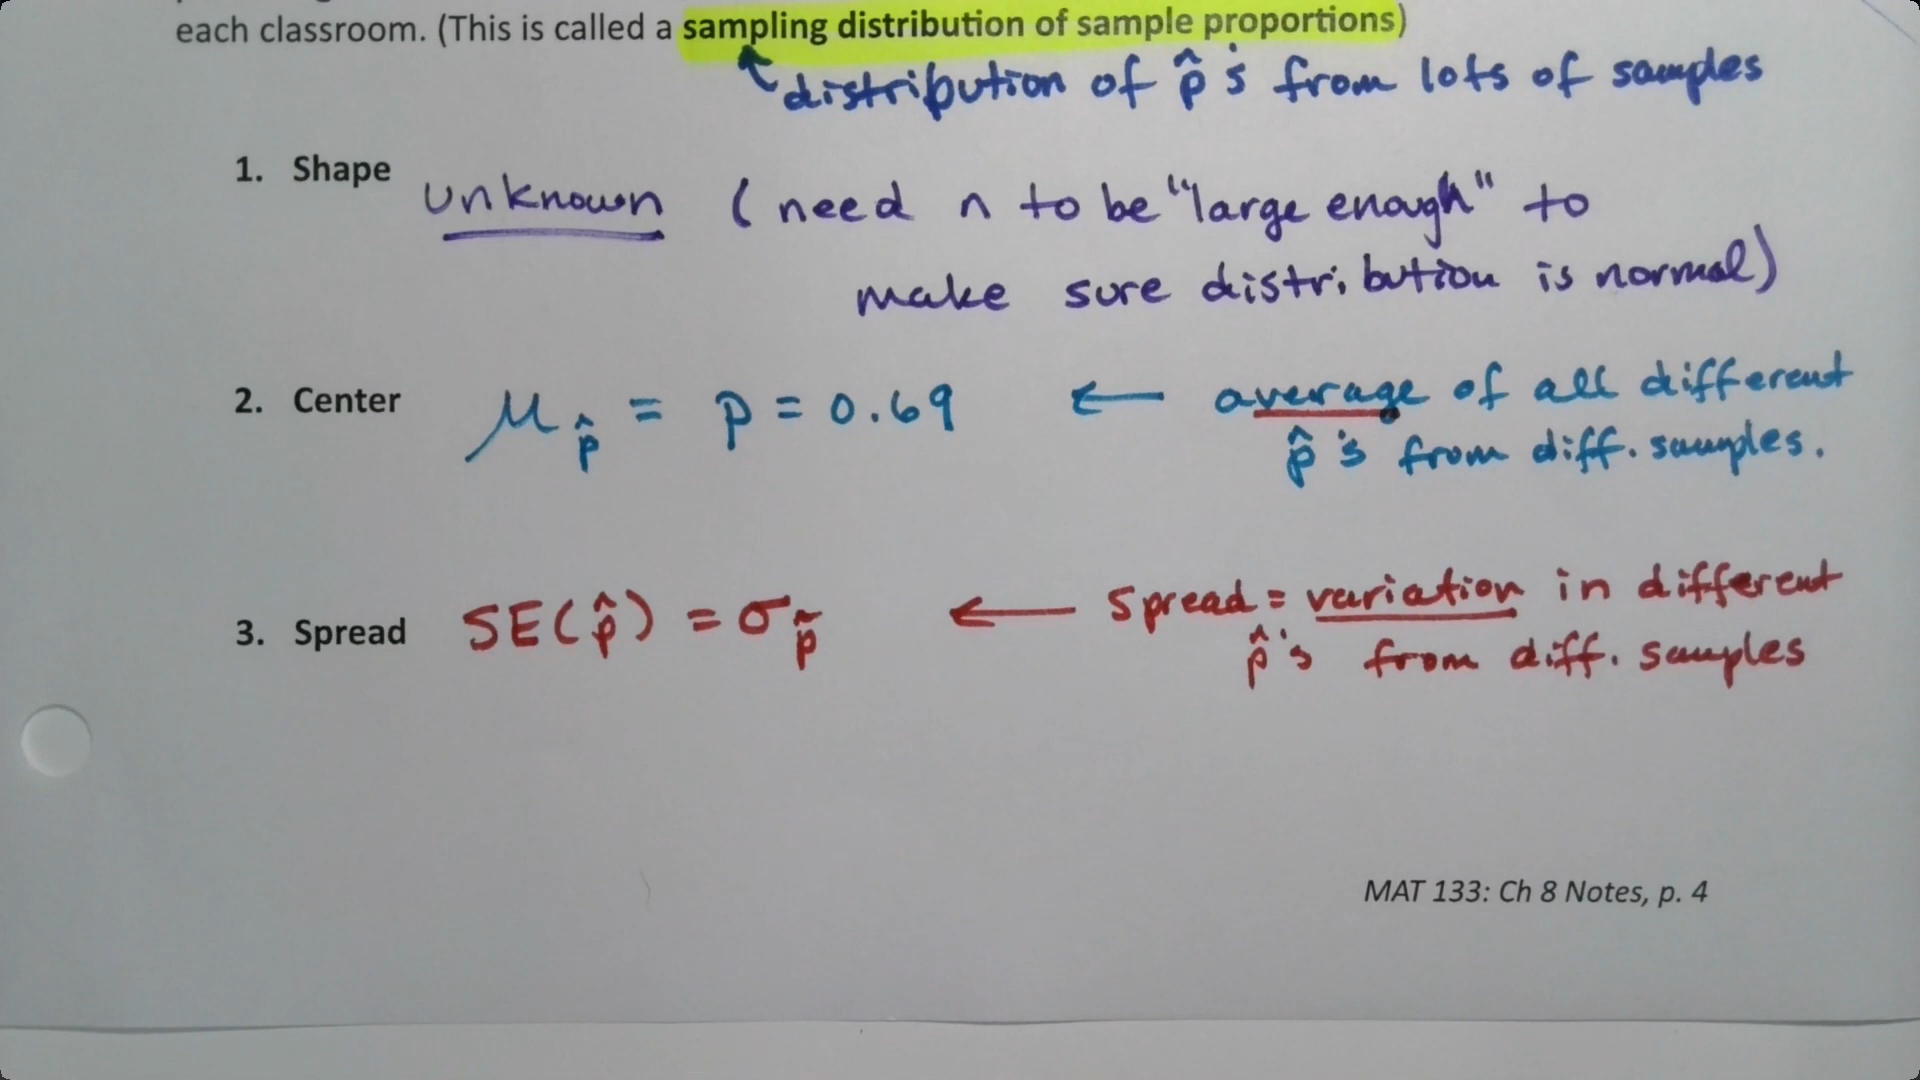 each classroom. (This is called a sampling distribution of sample proportions)
distribution of p̂'s from lots of samples
1. Shape unknown (need n to be "large enough" to
make sure distribution is normal)
2. Center μp̂ = p = 0.69 ← average of all different
p̂'s from diff. samples.
3. Spread SE(p̂) = σp̂ ← Spread = variation in different
p̂'s from diff. samples
MAT 133: Ch 8 Notes, p. 4